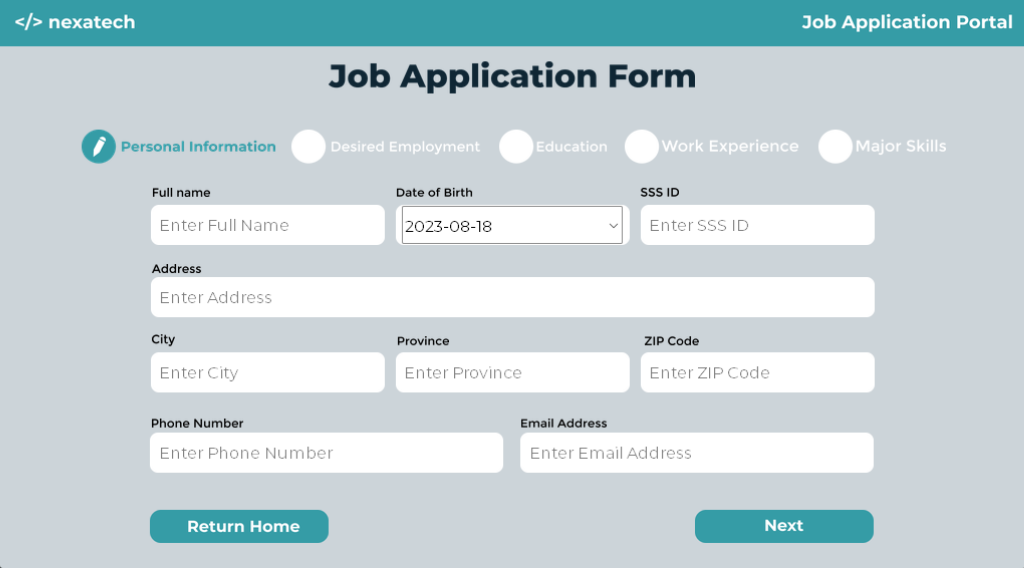 </> nexatech
Job Application Portal
Job Application Form
Personal Information
Desired Employment
Education
Work Experience
Major Skills
Full name
Date of Birth
SSS ID
Enter Full Name
2023-08-18
Enter SSS ID
Address
Enter Address
City
Province
ZIP Code
Enter City
Enter Province
Enter ZIP Code
Phone Number
Email Address
Enter Phone Number
Enter Email Address
Return Home
Next